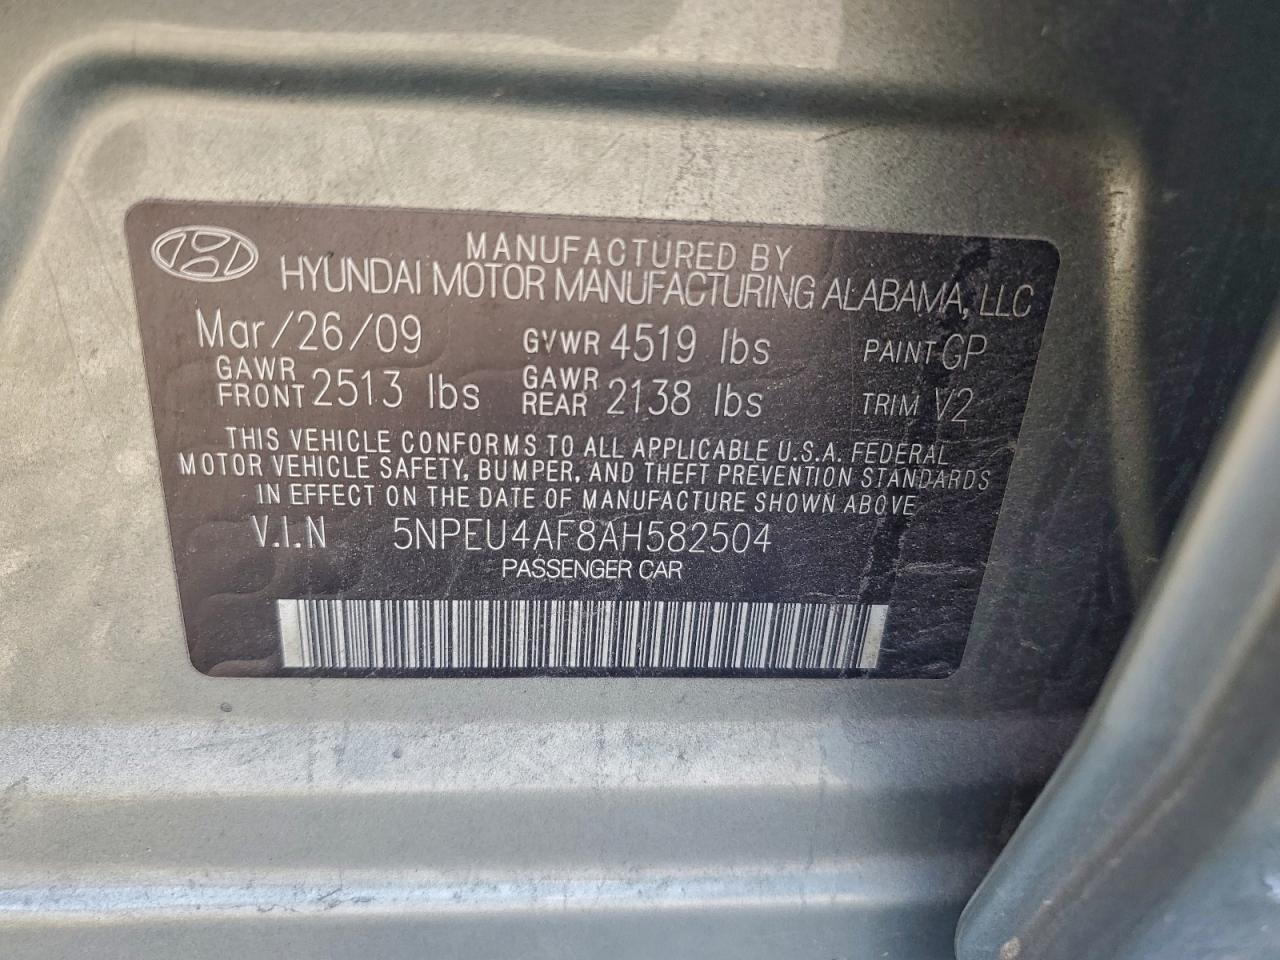 MANUFACTURED BY
HYUNDAI MOTOR MANUFACTURING ALABAMA, LLC
Mar/26/09 GVWR 4519 lbs PAINT GP
GAWR FRONT 2513 lbs GAWR REAR 2138 lbs TRIM V2
THIS VEHICLE CONFORMS TO ALL APPLICABLE U.S.A. FEDERAL
MOTOR VEHICLE SAFETY, BUMPER, AND THEFT PREVENTION STANDARDS
IN EFFECT ON THE DATE OF MANUFACTURE SHOWN ABOVE
V.I.N 5NPEU4AF8AH582504
PASSENGER CAR